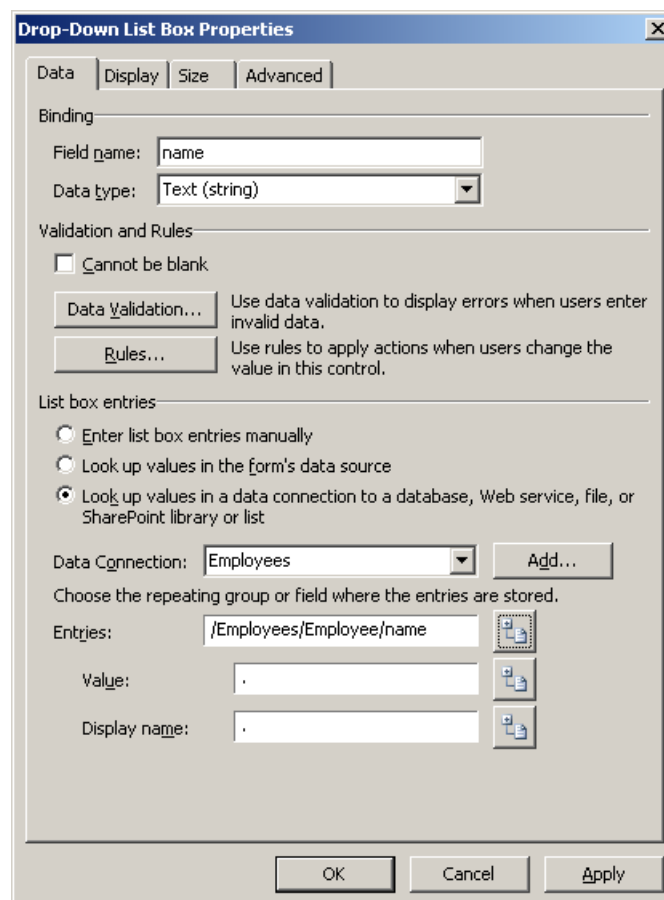 Drop-Down List Box Properties
Data Display Size Advanced
Binding
Field name: name
Data type: Text (string)
Validation and Rules
Cannot be blank
Data Validation... Use data validation to display errors when users enter
invalid data.
Rules... Use rules to apply actions when users change the
value in this control.
List box entries
Enter list box entries manually
Look up values in the form's data source
Look up values in a data connection to a database, Web service, file, or
SharePoint library or list
Data Connection: Employees Add...
Choose the repeating group or field where the entries are stored.
Entries: /Employees/Employee/name
Value: .
Display name: .
OK Cancel Apply